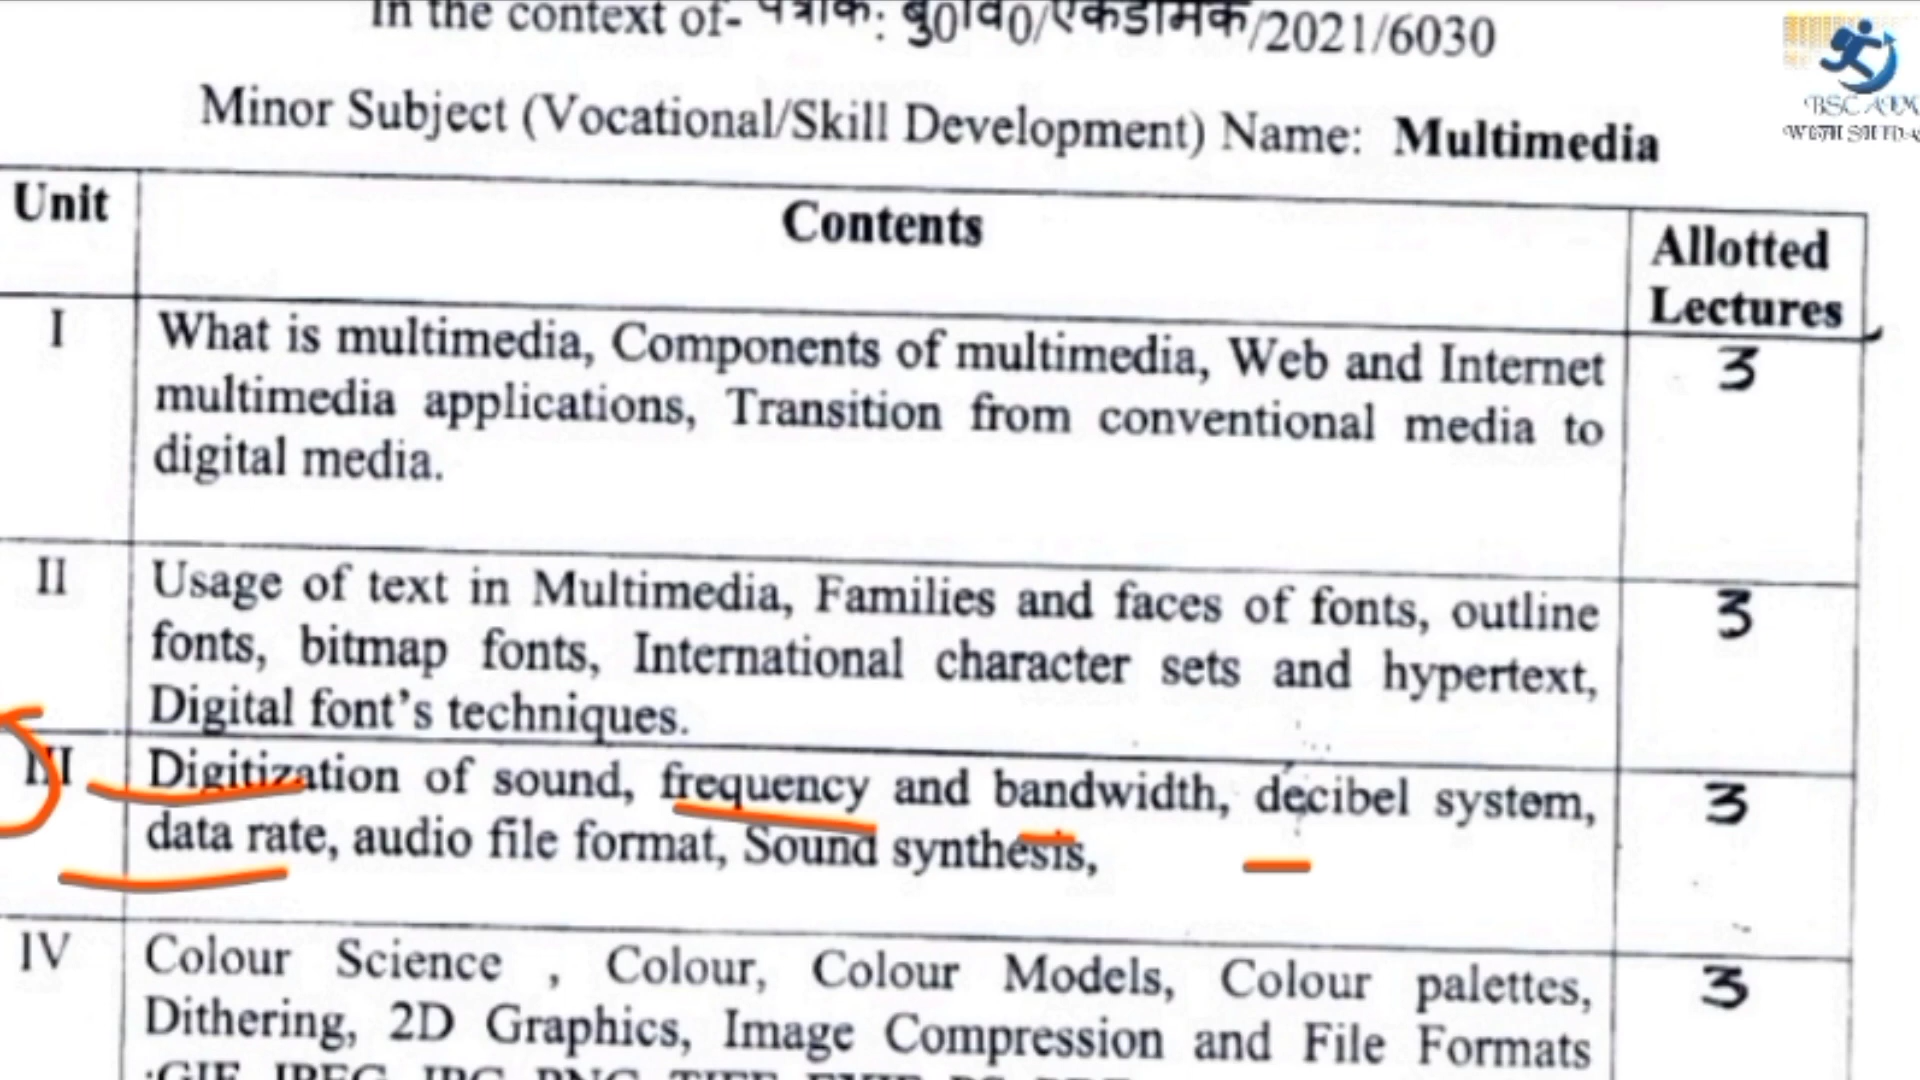 In the context of- पत्रांक: बु0वि0/एकेडमिक/2021/6030
BSC AIM
Minor Subject (Vocational/Skill Development) Name: Multimedia
Unit Contents Allotted Lectures
I What is multimedia, Components of multimedia, Web and Internet 3
multimedia applications, Transition from conventional media to
digital media.
II Usage of text in Multimedia, Families and faces of fonts, outline 3
fonts, bitmap fonts, International character sets and hypertext,
Digital font's techniques.
III Digitization of sound, frequency and bandwidth, decibel system, 3
data rate, audio file format, Sound synthesis,
IV Colour Science , Colour, Colour Models, Colour palettes, 3
Dithering, 2D Graphics, Image Compression and File Formats